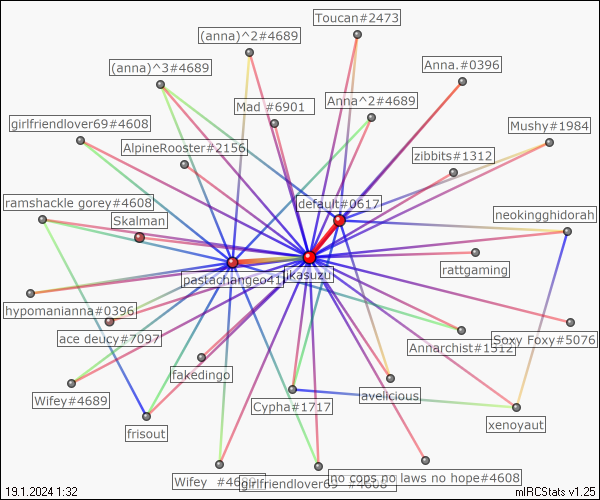 Toucan#2473
(anna)^2#4689
Anna.#0396
(anna)^3#4689
Mad #6901
Anna^2#4689
girlfriendlover69#4608
Mushy#1984
AlpineRooster#2156
zibbits#1312
ramshackle gorey#4608
default#0617
Skalman
neokingghidorah
rattgaming
pastachangeo41
likasuzu
hypomanianna#0396
ace deucy#7097
Annarchist#1312
Soxy Foxy#5076
fakedingo
Wifey#4689
Cypha#1717
avelicious
xenoyaut
frisout
Wifey
girlfriendlover69
#4608
no cops no laws no hope#4608
19.1.2024 1:32
mIRCStats v1.25